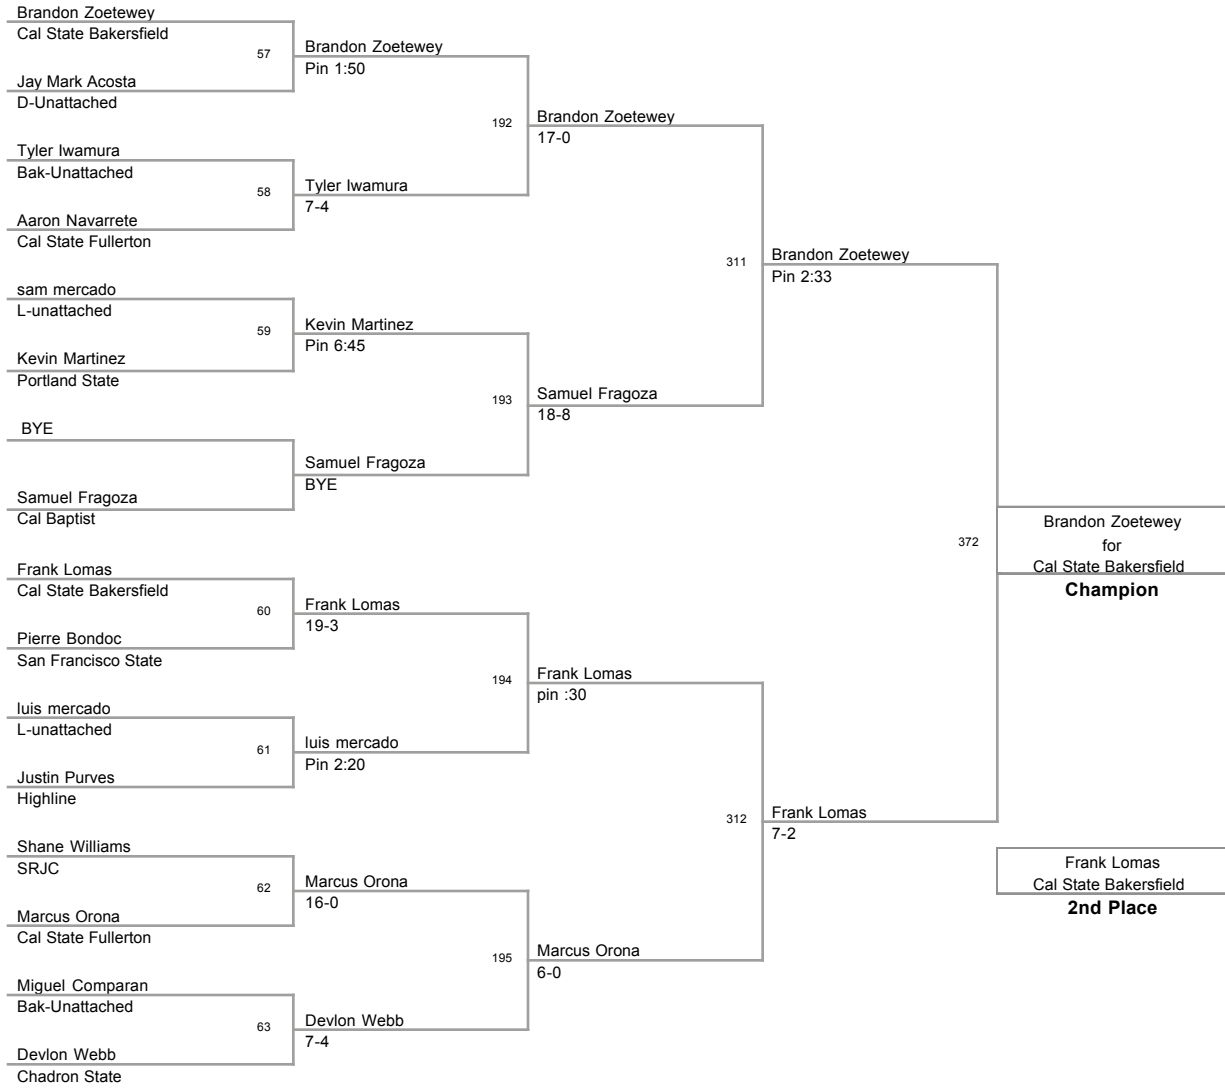 Brandon Zoetewey
Cal State Bakersfield
57
Brandon Zoetewey
Pin 1:50
Jay Mark Acosta
D-Unattached
192
Brandon Zoetewey
17-0
Tyler Iwamura
Bak-Unattached
58
Tyler Iwamura
7-4
Aaron Navarrete
Cal State Fullerton
311
Brandon Zoetewey
Pin 2:33
sam mercado
L-unattached
59
Kevin Martinez
Pin 6:45
Kevin Martinez
Portland State
193
Samuel Fragoza
18-8
BYE
Samuel Fragoza
BYE
Samuel Fragoza
Cal Baptist
372
Brandon Zoetewey
for
Cal State Bakersfield
Champion
Frank Lomas
Cal State Bakersfield
60
Frank Lomas
19-3
Pierre Bondoc
San Francisco State
194
Frank Lomas
pin :30
luis mercado
L-unattached
61
luis mercado
Pin 2:20
Justin Purves
Highline
312
Frank Lomas
7-2
Shane Williams
SRJC
62
Marcus Orona
16-0
Marcus Orona
Cal State Fullerton
Frank Lomas
Cal State Bakersfield
2nd Place
195
Marcus Orona
6-0
Miguel Comparan
Bak-Unattached
63
Devlon Webb
7-4
Devlon Webb
Chadron State